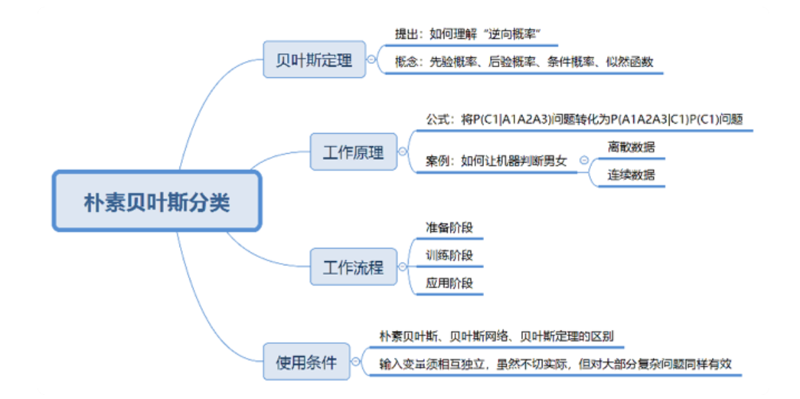 朴素贝叶斯分类
贝叶斯定理
提出：如何理解“逆向概率”
概念：先验概率、后验概率、条件概率、似然函数
工作原理
公式：将P(C1|A1A2A3)问题转化为P(A1A2A3|C1)P(C1)问题
案例：如何让机器判断男女
离散数据
连续数据
工作流程
准备阶段
训练阶段
应用阶段
使用条件
朴素贝叶斯、贝叶斯网络、贝叶斯定理的区别
输入变量须相互独立，虽然不切实际，但对大部分复杂问题同样有效